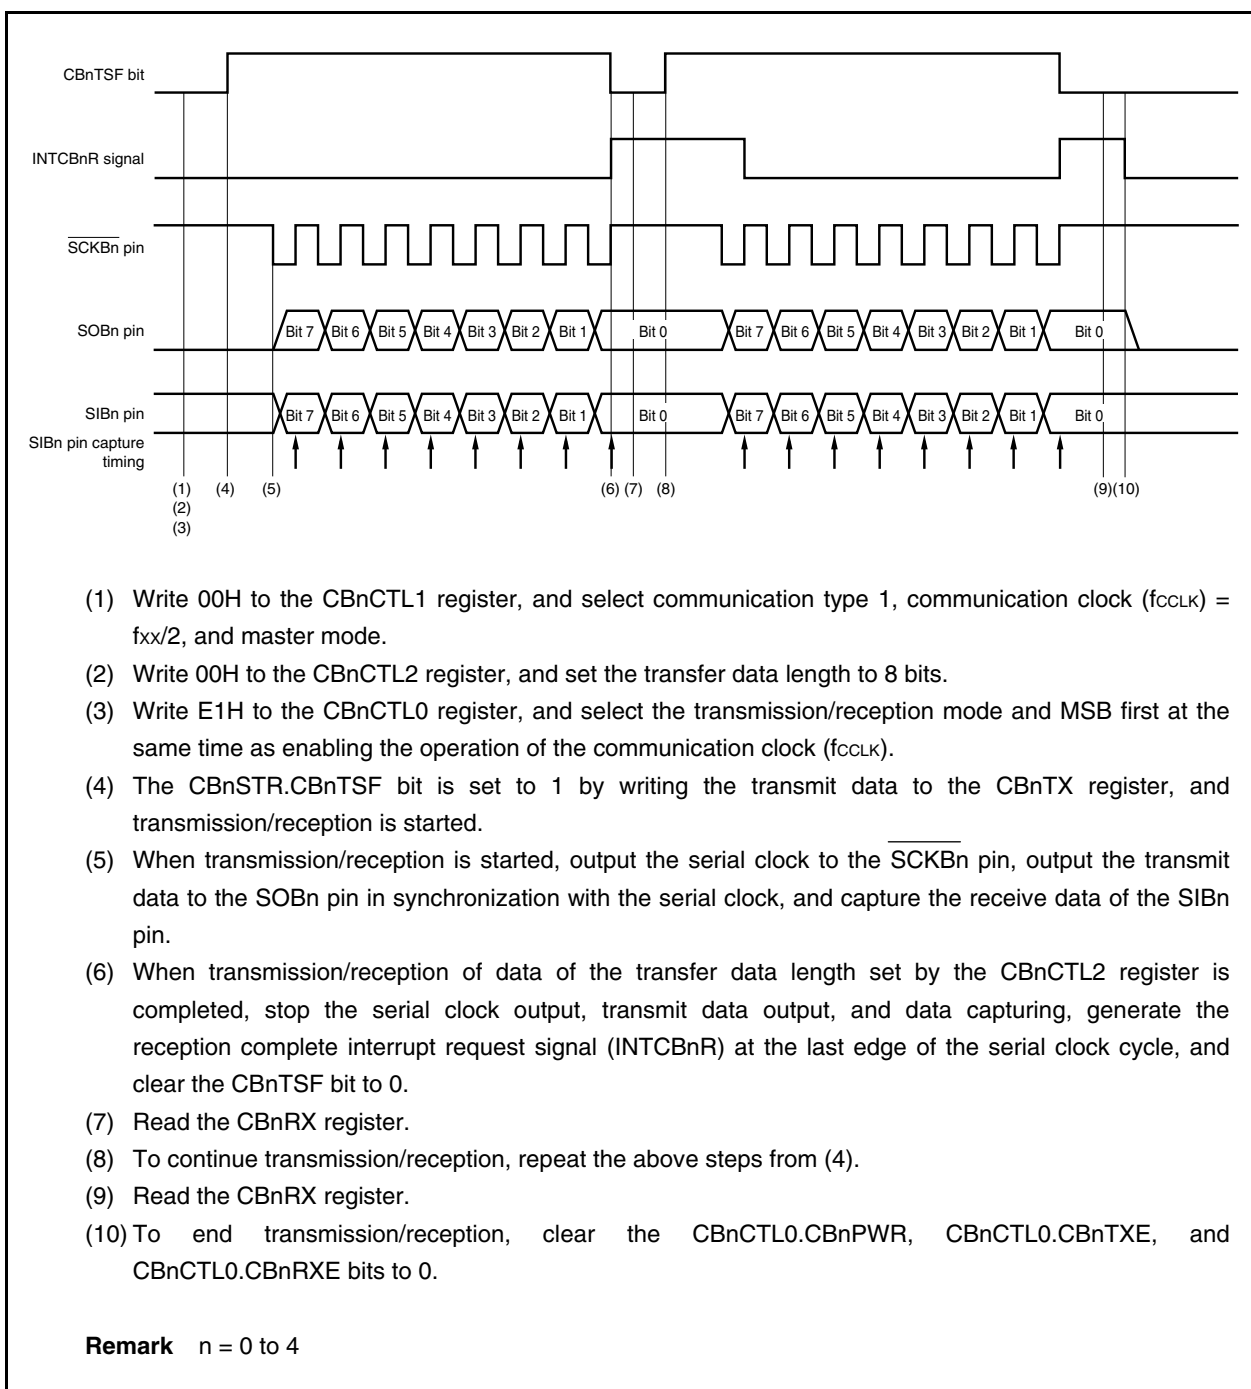 CBnTSF bit
INTCBnR signal
SCKBn pin
SOBn pin
Bit 7 Bit 6 Bit 5 Bit 4 Bit 3 Bit 2 Bit 1 Bit 0 Bit 7 Bit 6 Bit 5 Bit 4 Bit 3 Bit 2 Bit 1 Bit 0
SIBn pin
Bit 7 Bit 6 Bit 5 Bit 4 Bit 3 Bit 2 Bit 1 Bit 0 Bit 7 Bit 6 Bit 5 Bit 4 Bit 3 Bit 2 Bit 1 Bit 0
SIBn pin capture
timing
(1) (4) (5) (6) (7) (8) (9) (10)
(2)
(3)
(1) Write 00H to the CBnCTL1 register, and select communication type 1, communication clock (fCCLK) =
fxx/2, and master mode.
(2) Write 00H to the CBnCTL2 register, and set the transfer data length to 8 bits.
(3) Write E1H to the CBnCTL0 register, and select the transmission/reception mode and MSB first at the
same time as enabling the operation of the communication clock (fCCLK).
(4) The CBnSTR.CBnTSF bit is set to 1 by writing the transmit data to the CBnTX register, and
transmission/reception is started.
(5) When transmission/reception is started, output the serial clock to the SCKBn pin, output the transmit
data to the SOBn pin in synchronization with the serial clock, and capture the receive data of the SIBn
pin.
(6) When transmission/reception of data of the transfer data length set by the CBnCTL2 register is
completed, stop the serial clock output, transmit data output, and data capturing, generate the
reception complete interrupt request signal (INTCBnR) at the last edge of the serial clock cycle, and
clear the CBnTSF bit to 0.
(7) Read the CBnRX register.
(8) To continue transmission/reception, repeat the above steps from (4).
(9) Read the CBnRX register.
(10) To end transmission/reception, clear the CBnCTL0.CBnPWR, CBnCTL0.CBnTXE, and
CBnCTL0.CBnRXE bits to 0.
Remark n = 0 to 4